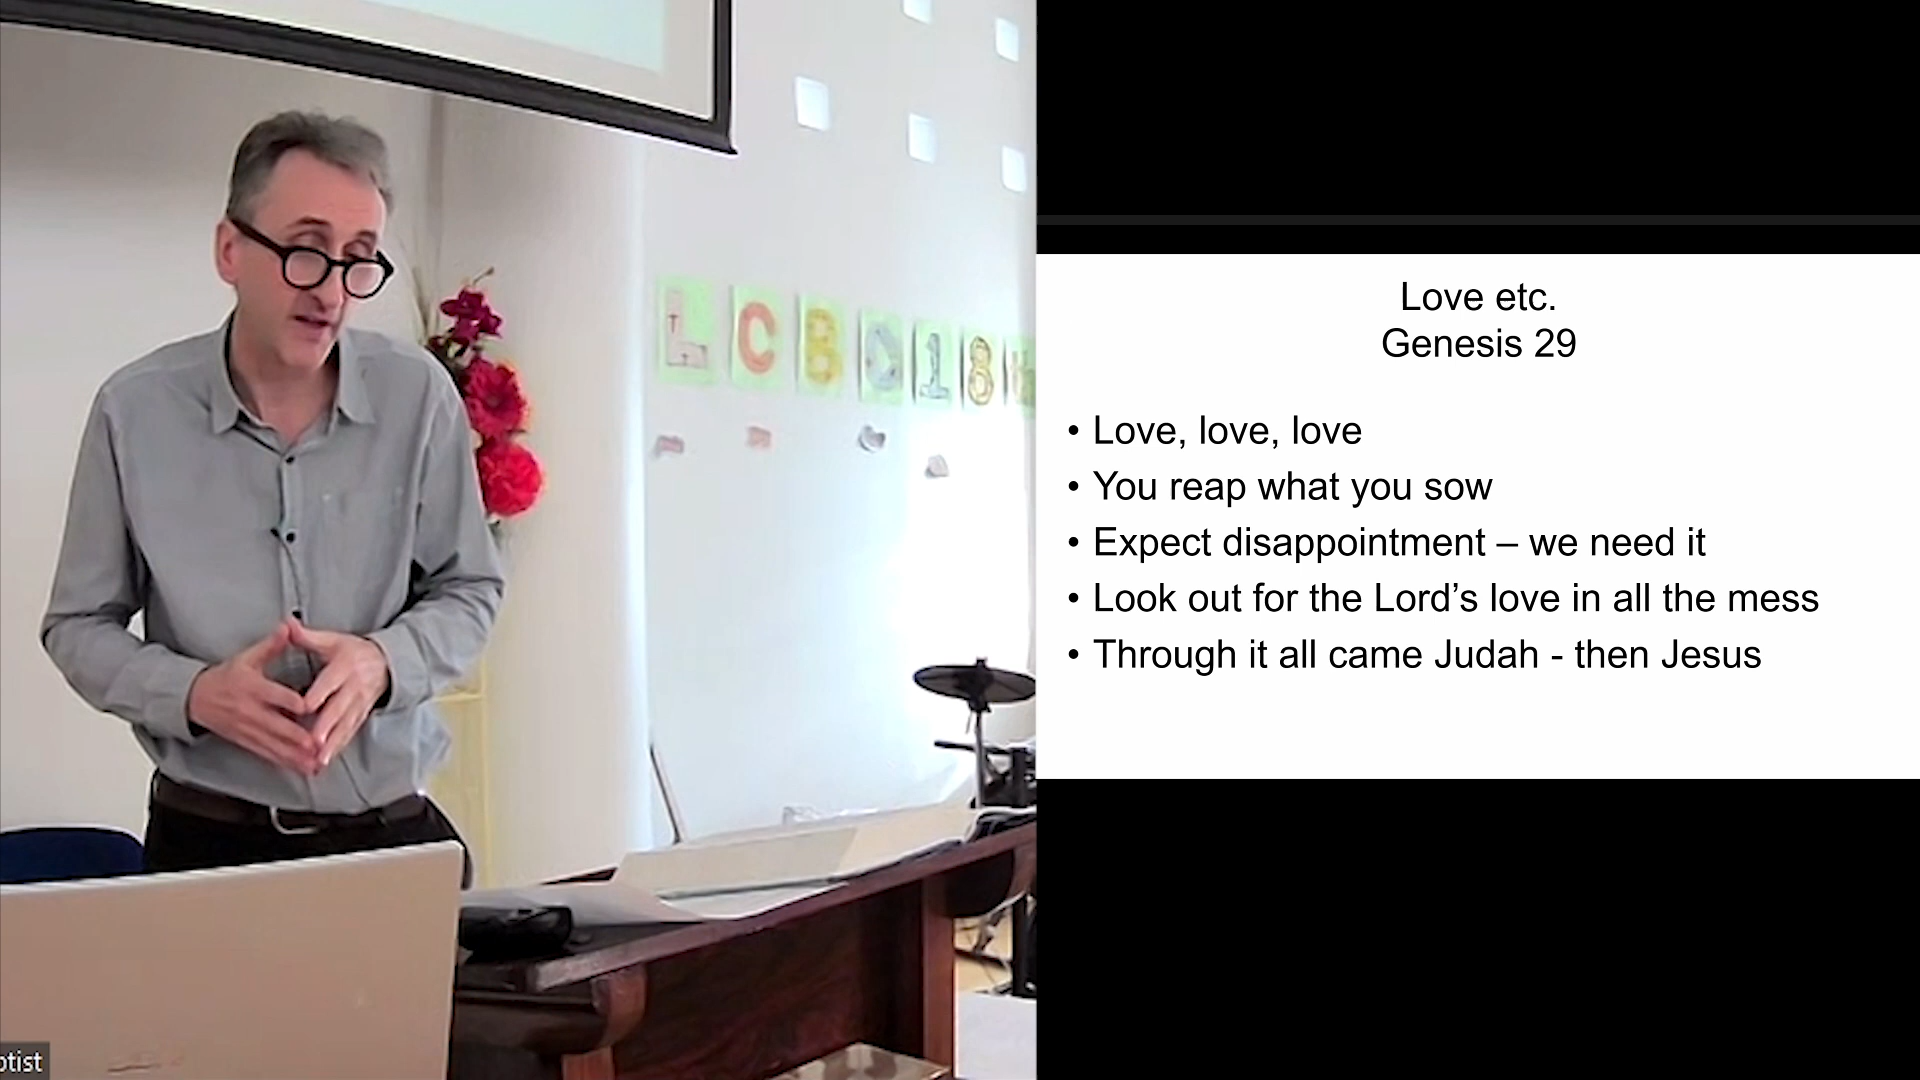 L C B C 18
ptist
Love etc.
Genesis 29
• Love, love, love
• You reap what you sow
• Expect disappointment – we need it
• Look out for the Lord’s love in all the mess
• Through it all came Judah - then Jesus